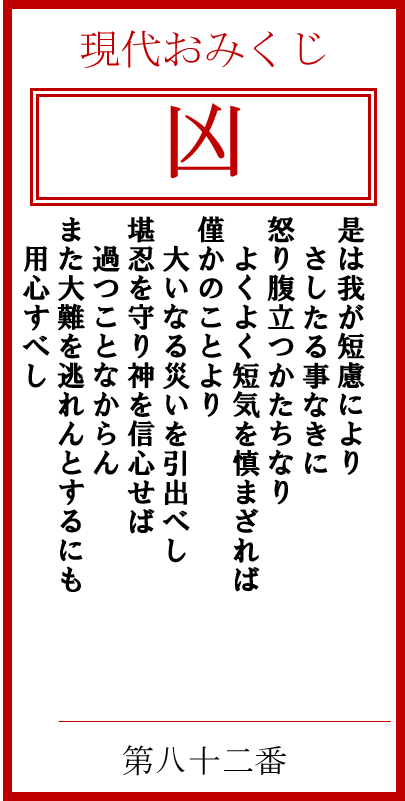 現代おみくじ
凶
是は我が短慮により
さしたる事なきに
怒り腹立つかたちなり
よくよく短気を慎まざれば
僅かのことより
大いなる災いを引出べし
堪忍を守り神を信心せば
過つことなからん
また大難を逃れんとするにも
用心すべし
第八十二番